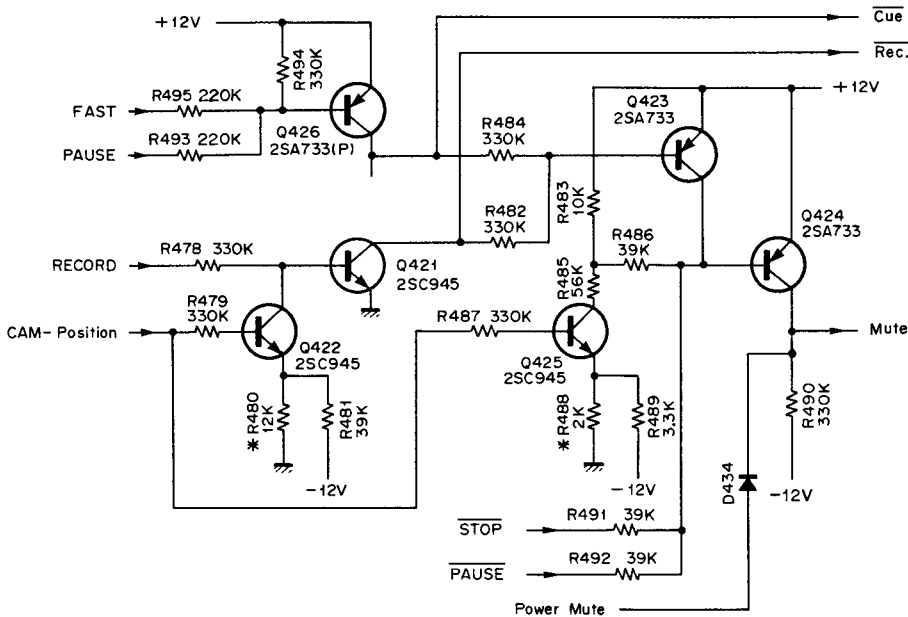 +12V
Cue
Rec.
R494
330K
+12V
R495 220K
FAST
Q423
2SA733
R484
330K
Q426
2SA733(P)
R493 220K
PAUSE
R483
10K
R482
330K
Q424
2SA733
R486
39K
R478 330K
RECORD
Q421
2SC945
R485
56K
R479
330K
CAM-Position
R487 330K
Mute
Q422
2SC945
Q425
2SC945
*R480
12K
R481
39K
*R488
2K
R489
3.3K
R490
330K
-12V
-12V
D434
-12V
STOP
R491 39K
PAUSE
R492 39K
Power Mute